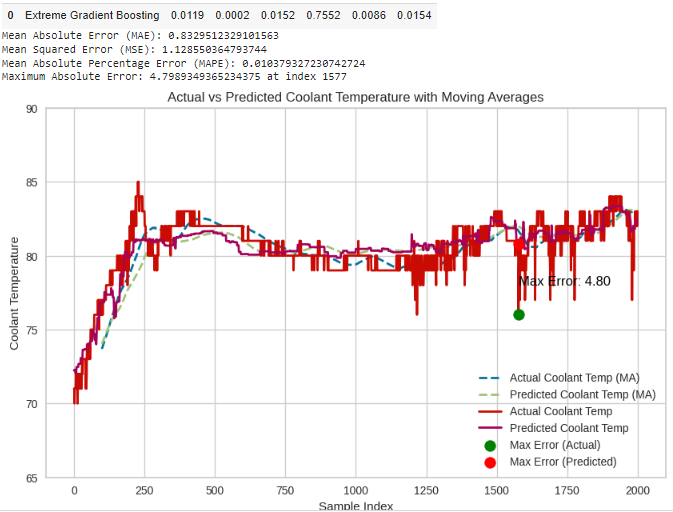 0 Extreme Gradient Boosting 0.0119 0.0002 0.0152 0.7552 0.0086 0.0154
Mean Absolute Error (MAE): 0.8329512329101563
Mean Squared Error (MSE): 1.128550364793744
Mean Absolute Percentage Error (MAPE): 0.010379327230742724
Maximum Absolute Error: 4.7989349365234375 at index 1577
Actual vs Predicted Coolant Temperature with Moving Averages
90
85
80
75
70
65
Coolant Temperature
Max Error: 4.80
Actual Coolant Temp (MA)
Predicted Coolant Temp (MA)
Actual Coolant Temp
Predicted Coolant Temp
Max Error (Actual)
Max Error (Predicted)
0 250 500 750 1000 1250 1500 1750 2000
Sample Index